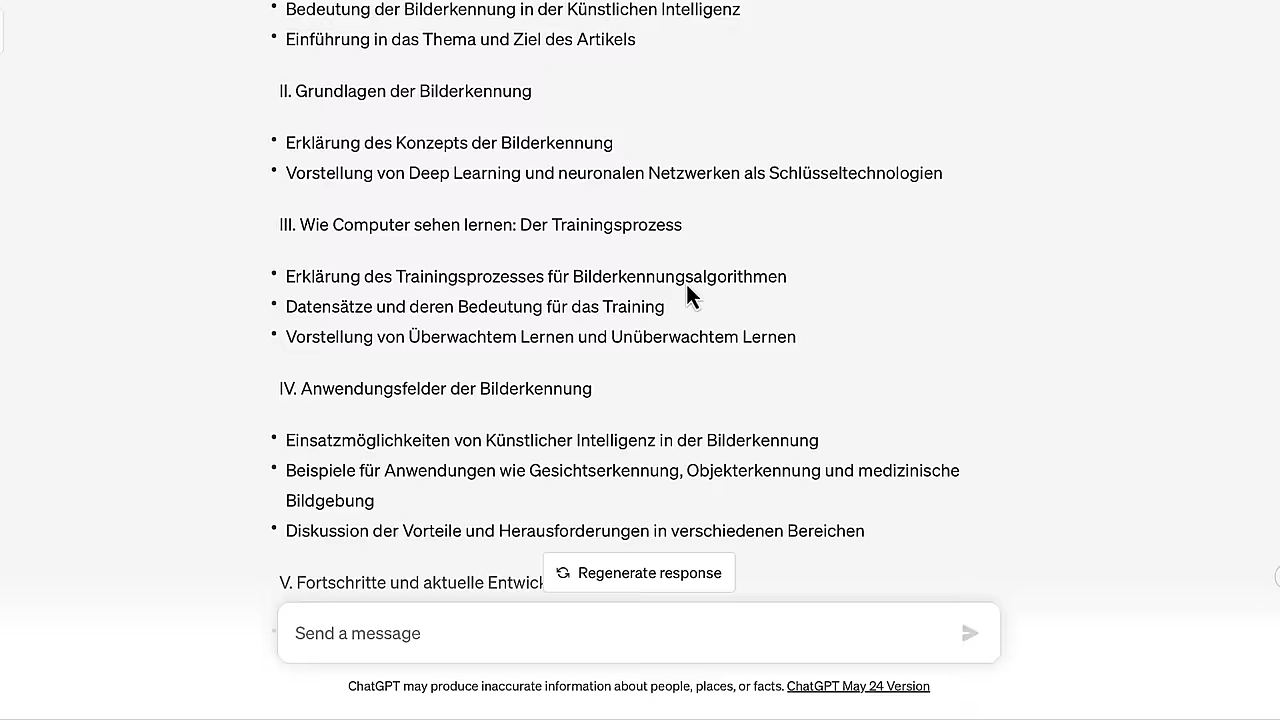 • Bedeutung der Bilderkennung in der Künstlichen Intelligenz
• Einführung in das Thema und Ziel des Artikels
II. Grundlagen der Bilderkennung
• Erklärung des Konzepts der Bilderkennung
• Vorstellung von Deep Learning und neuronalen Netzwerken als Schlüsseltechnologien
III. Wie Computer sehen lernen: Der Trainingsprozess
• Erklärung des Trainingsprozesses für Bilderkennungsalgorithmen
• Datensätze und deren Bedeutung für das Training
• Vorstellung von Überwachtem Lernen und Unüberwachtem Lernen
IV. Anwendungsfelder der Bilderkennung
• Einsatzmöglichkeiten von Künstlicher Intelligenz in der Bilderkennung
• Beispiele für Anwendungen wie Gesichtserkennung, Objekterkennung und medizinische
Bildgebung
• Diskussion der Vorteile und Herausforderungen in verschiedenen Bereichen
V. Fortschritte und aktuelle
Regenerate response
Send a message
ChatGPT may produce inaccurate information about people, places, or facts. ChatGPT May 24 Version